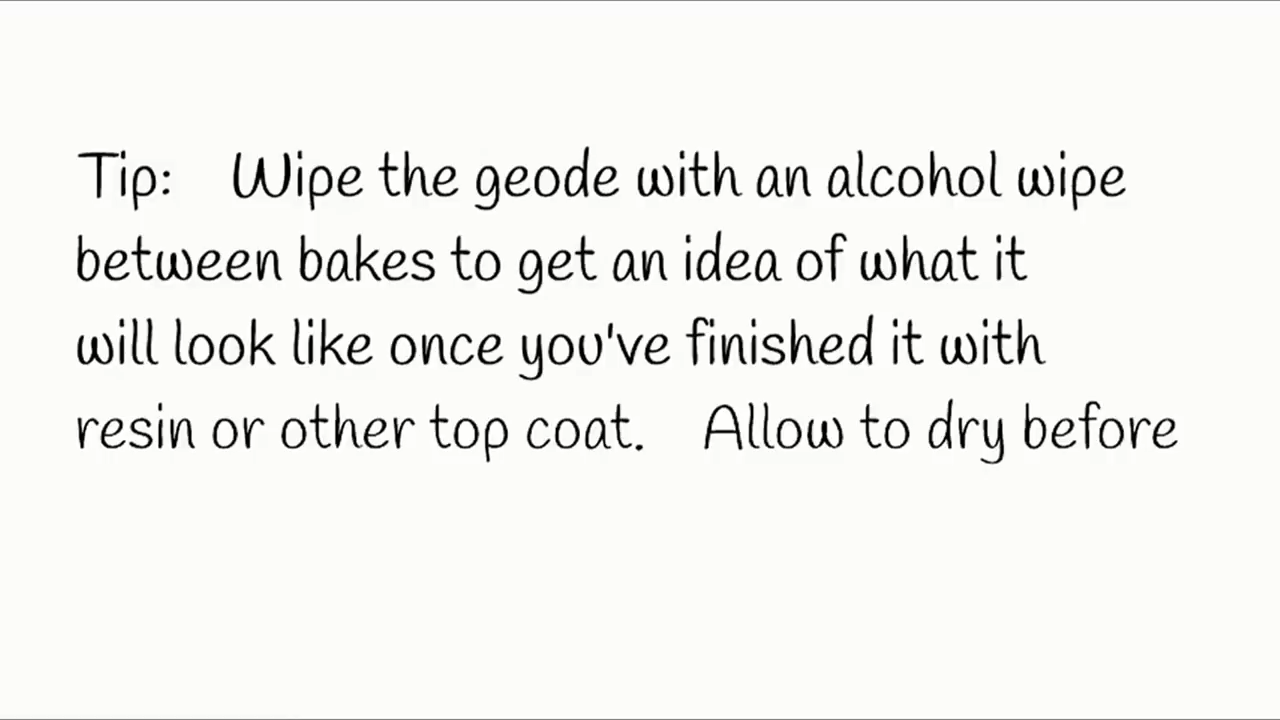 Tip: Wipe the geode with an alcohol wipe
between bakes to get an idea of what it
will look like once you've finished it with
resin or other top coat. Allow to dry before